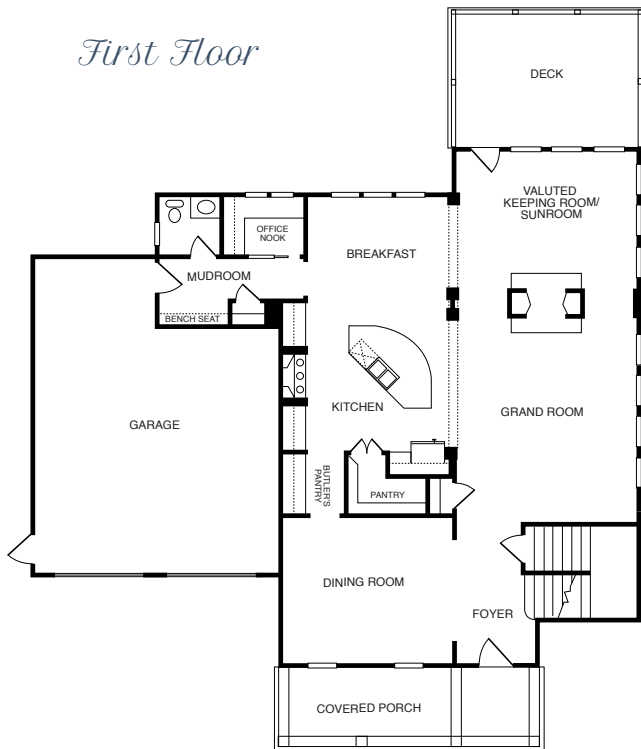 First Floor
DECK
VALUTED
KEEPING ROOM/
SUNROOM
OFFICE
NOOK
BREAKFAST
MUDROOM
BENCH SEAT
KITCHEN
GRAND ROOM
GARAGE
BUTLER'S
PANTRY
PANTRY
DINING ROOM
FOYER
COVERED PORCH